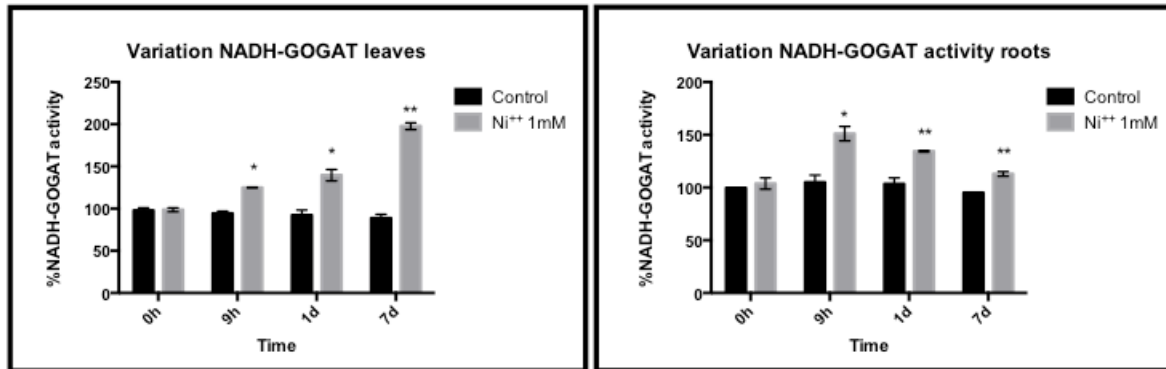 Variation NADH-GOGAT leaves
%NADH-GOGAT activity
250
200
150
100
50
0
*
*
**
Control
Ni⁺⁺ 1mM
0h
9h
1d
7d
Time
Variation NADH-GOGAT activity roots
%NADH-GOGAT activity
200
150
100
50
0
*
**
**
Control
Ni⁺⁺ 1mM
0h
9h
1d
7d
Time